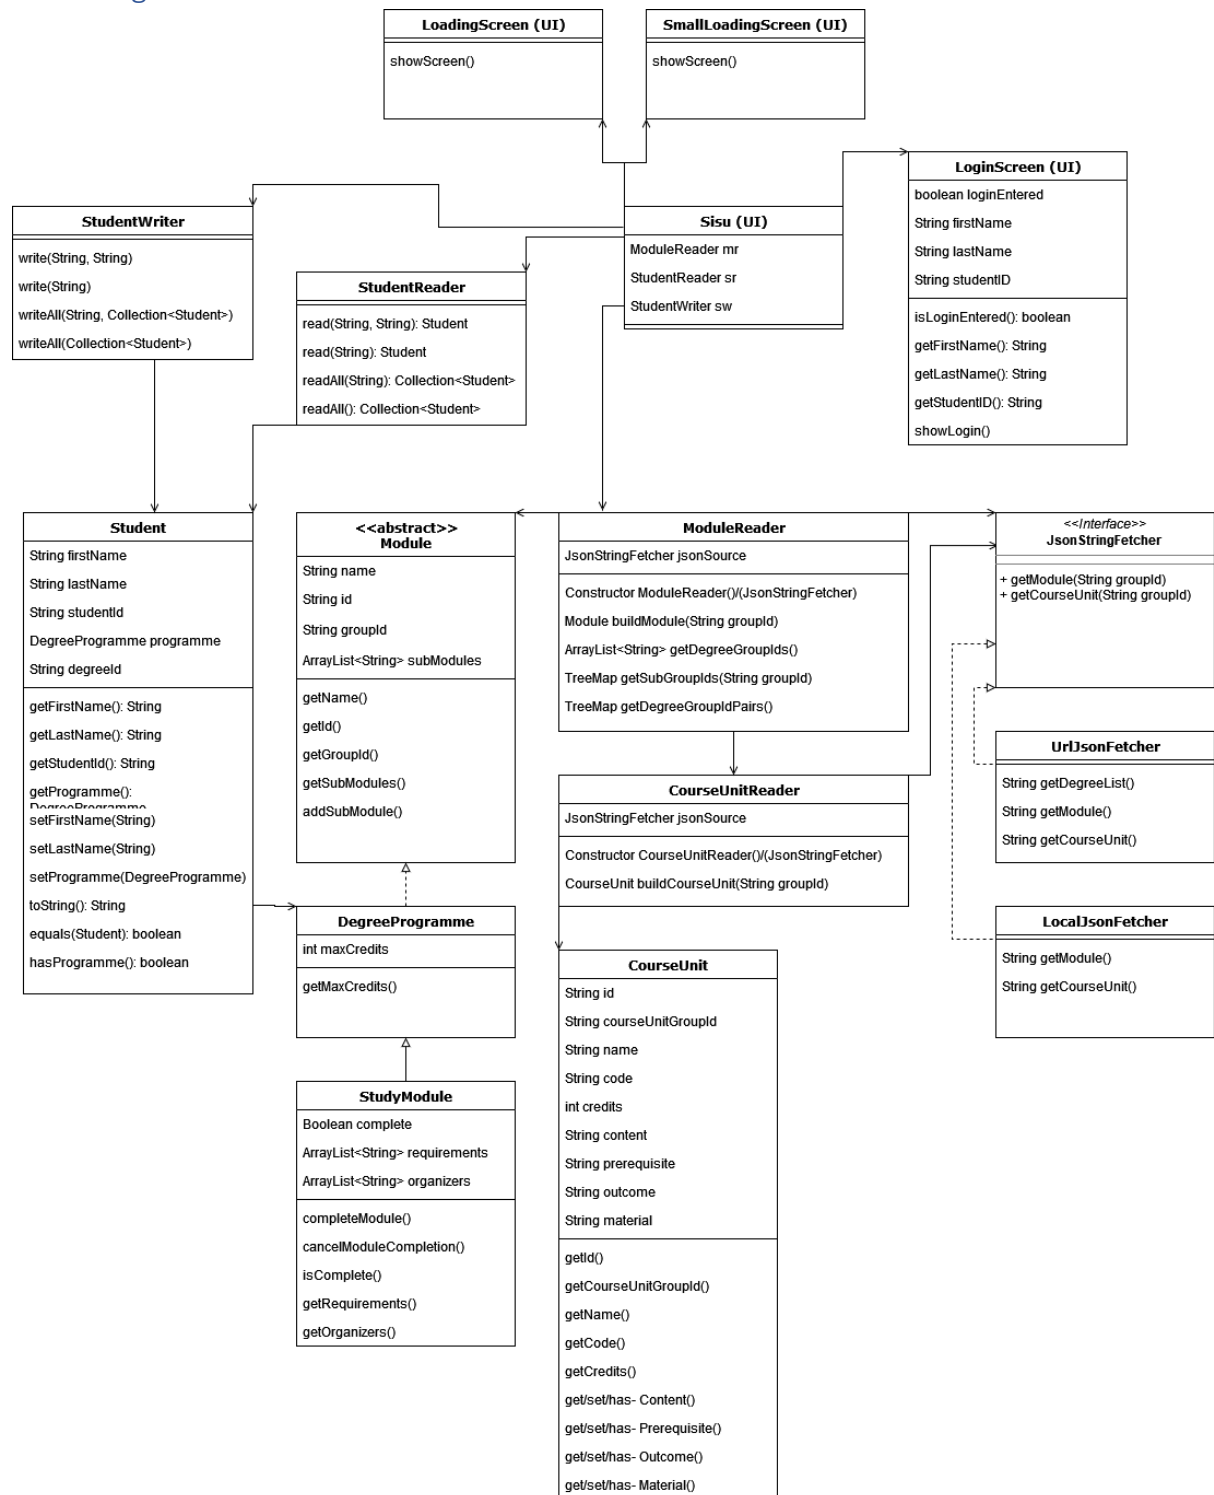 LoadingScreen (UI)
showScreen()
SmallLoadingScreen (UI)
showScreen()
LoginScreen (UI)
boolean loginEntered
String firstName
String lastName
String studentID
isLoginEntered(): boolean
getFirstName(): String
getLastName(): String
getStudentID(): String
showLogin()
StudentWriter
write(String, String)
write(String)
writeAll(String, Collection<Student>)
writeAll(Collection<Student>)
Sisu (UI)
ModuleReader mr
StudentReader sr
StudentWriter sw
StudentReader
read(String, String): Student
read(String): Student
readAll(String): Collection<Student>
readAll(): Collection<Student>
Student
String firstName
String lastName
String studentId
DegreeProgramme programme
String degreeId
getFirstName(): String
getLastName(): String
getStudentId(): String
getProgramme():
DegreeProgramme
setFirstName(String)
setLastName(String)
setProgramme(DegreeProgramme)
toString(): String
equals(Student): boolean
hasProgramme(): boolean
<<abstract>>
Module
String name
String id
String groupId
ArrayList<String> subModules
getName()
getId()
getGroupId()
getSubModules()
addSubModule()
ModuleReader
JsonStringFetcher jsonSource
Constructor ModuleReader()/(JsonStringFetcher)
Module buildModule(String groupId)
ArrayList<String> getDegreeGroupIds()
TreeMap getSubGroupIds(String groupId)
TreeMap getDegreeGroupIdPairs()
<<Interface>>
JsonStringFetcher
+ getModule(String groupId)
+ getCourseUnit(String groupId)
UrlJsonFetcher
String getDegreeList()
String getModule()
String getCourseUnit()
CourseUnitReader
JsonStringFetcher jsonSource
Constructor CourseUnitReader()/(JsonStringFetcher)
CourseUnit buildCourseUnit(String groupId)
DegreeProgramme
int maxCredits
getMaxCredits()
LocalJsonFetcher
String getModule()
String getCourseUnit()
CourseUnit
String id
String courseUnitGroupId
String name
String code
int credits
String content
String prerequisite
String outcome
String material
getId()
getCourseUnitGroupId()
getName()
getCode()
getCredits()
get/set/has- Content()
get/set/has- Prerequisite()
get/set/has- Outcome()
get/set/has- Material()
StudyModule
Boolean complete
ArrayList<String> requirements
ArrayList<String> organizers
completeModule()
cancelModuleCompletion()
isComplete()
getRequirements()
getOrganizers()